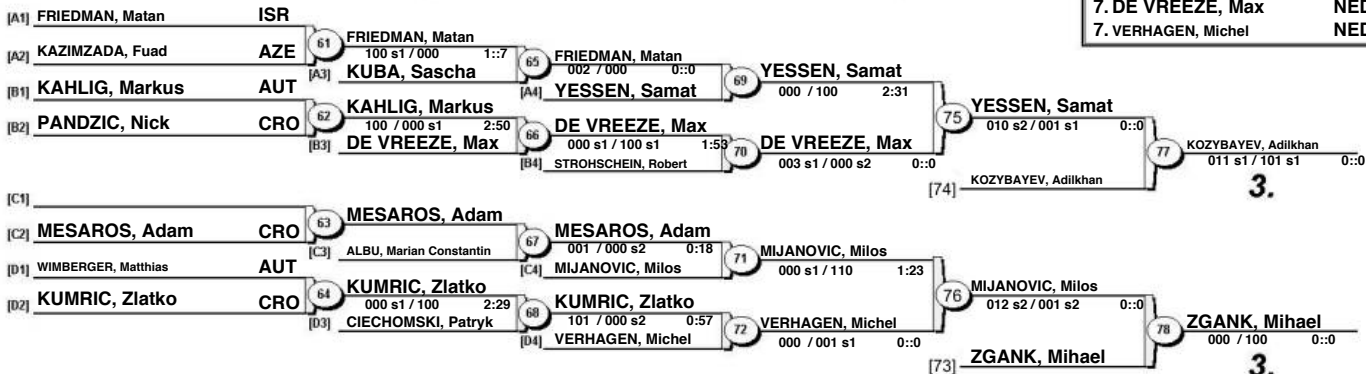 7. DE VREEZE, Max NED
7. VERHAGEN, Michel NED
[A1] FRIEDMAN, Matan ISR
[A2] KAZIMZADA, Fuad AZE
61 FRIEDMAN, Matan
100 s1 / 000 1::7
[A3] KUBA, Sascha
[B1] KAHLIG, Markus AUT
[B2] PANDZIC, Nick CRO
62 KAHLIG, Markus
100 / 000 s1 2:50
[B3] DE VREEZE, Max
65 FRIEDMAN, Matan
002 / 000 0::0
[A4] YESSEN, Samat
66 DE VREEZE, Max
000 s1 / 100 s1 1:53
[B4] STROHSCHEIN, Robert
69 YESSEN, Samat
000 / 100 2:31
70 DE VREEZE, Max
003 s1 / 000 s2 0::0
75 YESSEN, Samat
010 s2 / 001 s1 0::0
[74] KOZYBAYEV, Adilkhan
77 KOZYBAYEV, Adilkhan
011 s1 / 101 s1 0::0
3.
[C1]
[C2] MESAROS, Adam CRO
63 MESAROS, Adam
[C3] ALBU, Marian Constantin
[D1] WIMBERGER, Matthias AUT
[D2] KUMRIC, Zlatko CRO
64 KUMRIC, Zlatko
000 s1 / 100 2:29
[D3] CIECHOMSKI, Patryk
67 MESAROS, Adam
001 / 000 s2 0:18
[C4] MIJANOVIC, Milos
68 KUMRIC, Zlatko
101 / 000 s2 0:57
[D4] VERHAGEN, Michel
71 MIJANOVIC, Milos
000 s1 / 110 1:23
72 VERHAGEN, Michel
000 / 001 s1 0::0
76 MIJANOVIC, Milos
012 s2 / 001 s2 0::0
[73] ZGANK, Mihael
78 ZGANK, Mihael
000 / 100 0::0
3.